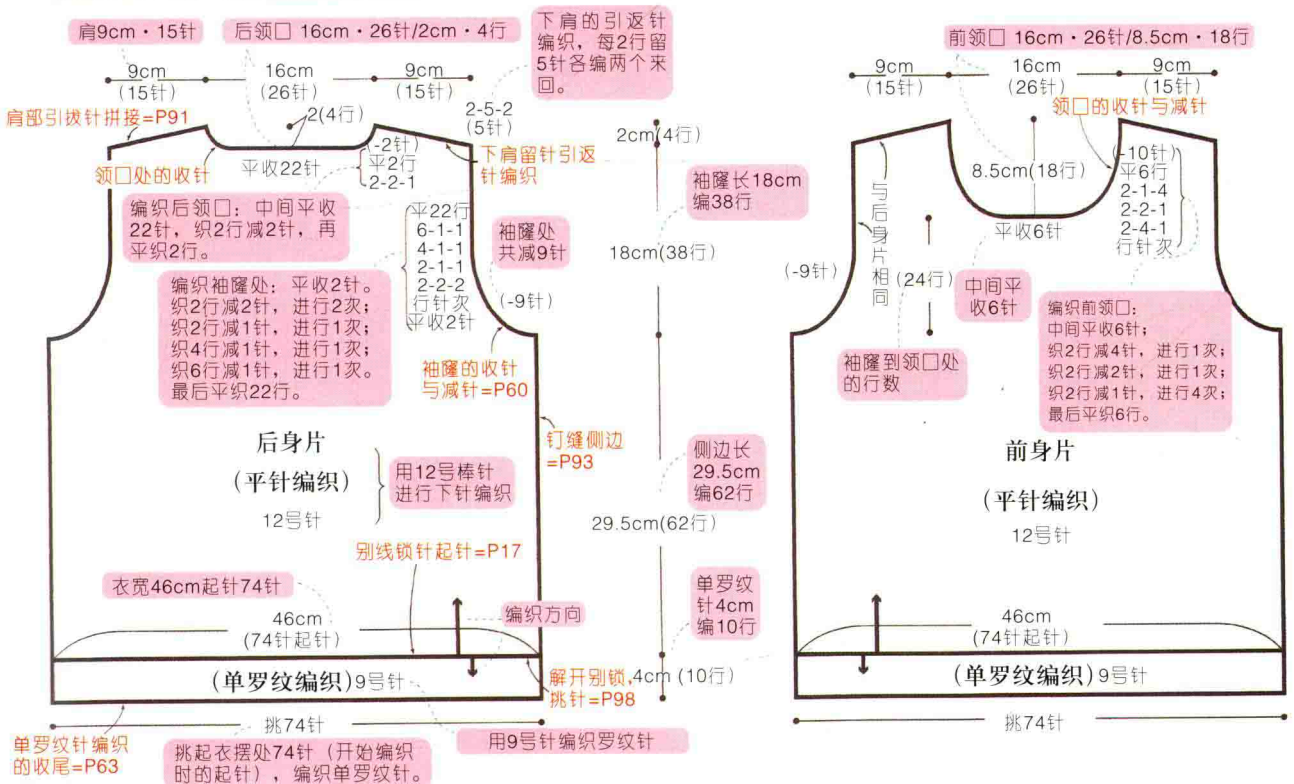 肩9cm・15针
后领口 16cm・26针/2cm・4行
下肩的引返针
编织，每2行留
5针各编两个来
回。
9cm
(15针)
16cm
(26针)
9cm
(15针)
2-5-2
(5针)
肩部引拔针拼接=P91
2(4行)
领口处的收针
平收22针
(-2针)
平2行
2-2-1
下肩留针引返
针编织
编织后领口：中间平收
22针，织2行减2针，再
平织2行。
平22行
6-1-1
4-1-1
2-1-1
2-2-2
行针次
平收2针
袖窿处
共减9针
(-9针)
编织袖窿处：平收2针。
织2行减2针，进行2次；
织2行减1针，进行1次；
织4行减1针，进行1次；
织6行减1针，进行1次。
最后平织22行。
袖窿的收针
与减针=P60
后身片
(平针编织)
12号针
用12号棒针
进行下针编织
钉缝侧边
=P93
别线锁针起针=P17
衣宽46cm起针74针
46cm
(74针起针)
编织方向
(单罗纹编织)9号针
解开别锁,
挑针=P98
挑74针
单罗纹针编织
的收尾=P63
挑起衣摆处74针（开始编织
时的起针），编织单罗纹针。
用9号针编织罗纹针
2cm(4行)
袖窿长18cm
编38行
18cm(38行)
侧边长
29.5cm
编62行
29.5cm(62行)
单罗纹
针4cm
编10行
4cm (10行)
前领口 16cm・26针/8.5cm・18行
9cm
(15针)
16cm
(26针)
9cm
(15针)
领口的收针与减针
8.5cm(18行)
(-10针)
平6行
2-1-4
2-2-1
2-4-1
行针次
与后身片相同
平收6针
(-9针)
(24行)
中间平
收6针
编织前领口：
中间平收6针；
织2行减4针，进行1次；
织2行减2针，进行1次；
织2行减1针，进行4次；
最后平织6行。
袖窿到领口处
的行数
前身片
(平针编织)
12号针
46cm
(74针起针)
(单罗纹编织)9号针
挑74针